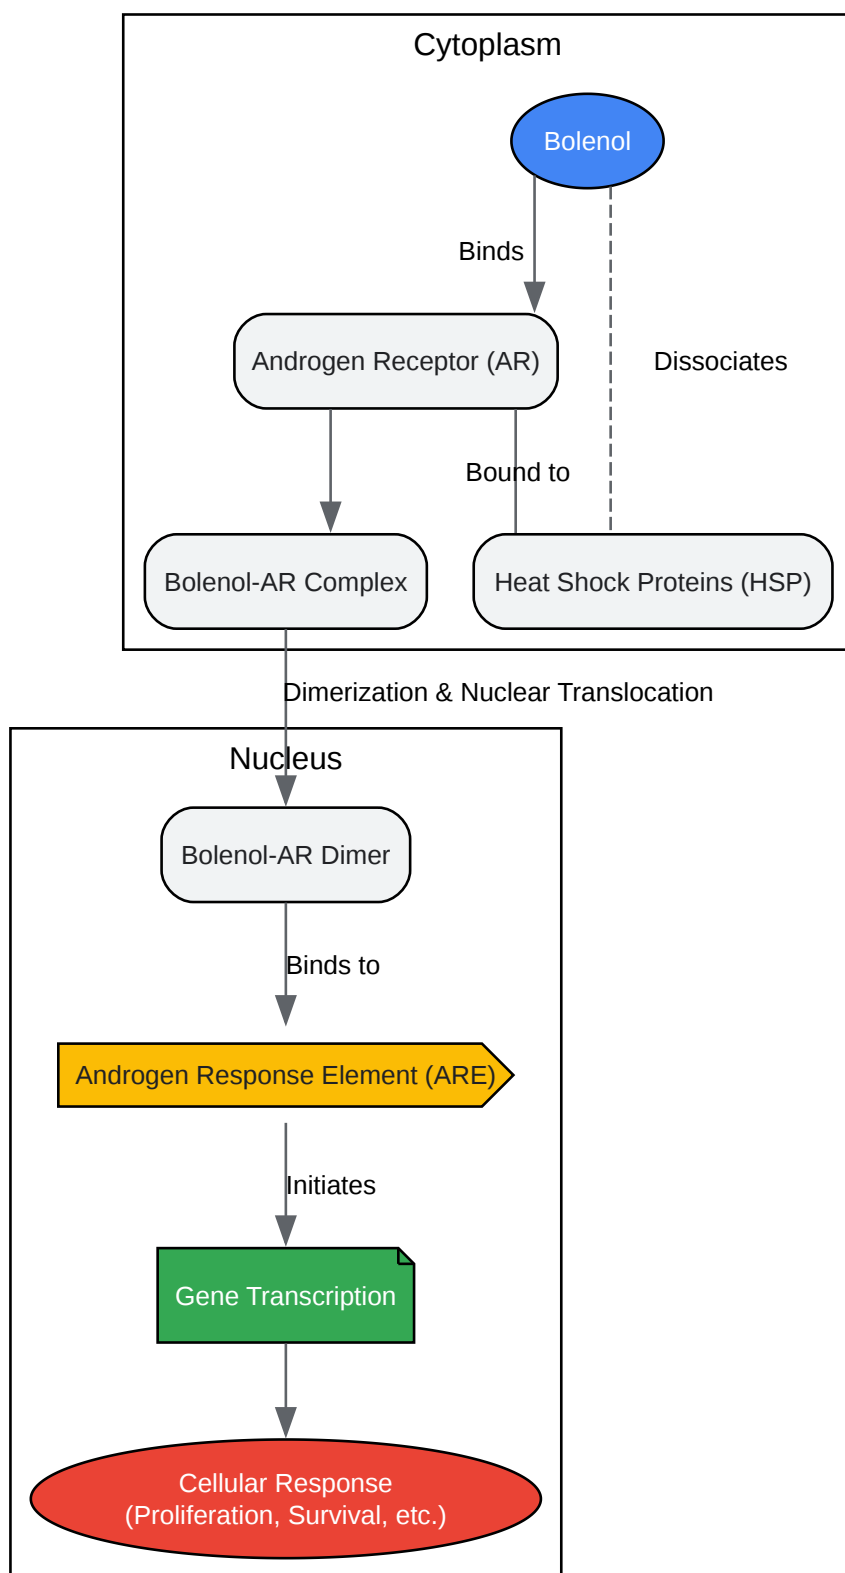 Cytoplasm
Bolenol
Binds
Androgen Receptor (AR)
Dissociates
Bound to
Bolenol-AR Complex
Heat Shock Proteins (HSP)
Dimerization & Nuclear Translocation
Nucleus
Bolenol-AR Dimer
Binds to
Androgen Response Element (ARE)
Initiates
Gene Transcription
Cellular Response
(Proliferation, Survival, etc.)